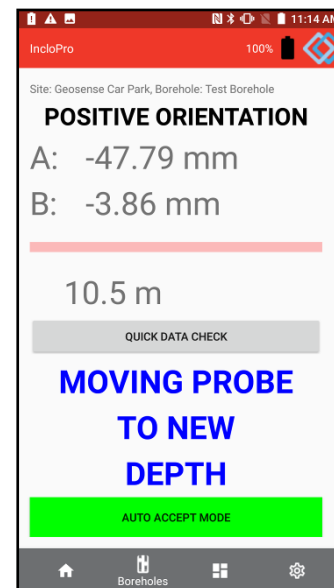 11:14 AM
IncloPro
100%
Site: Geosense Car Park, Borehole: Test Borehole
POSITIVE ORIENTATION
A: -47.79 mm
B: -3.86 mm
10.5 m
QUICK DATA CHECK
MOVING PROBE
TO NEW
DEPTH
AUTO ACCEPT MODE
Boreholes